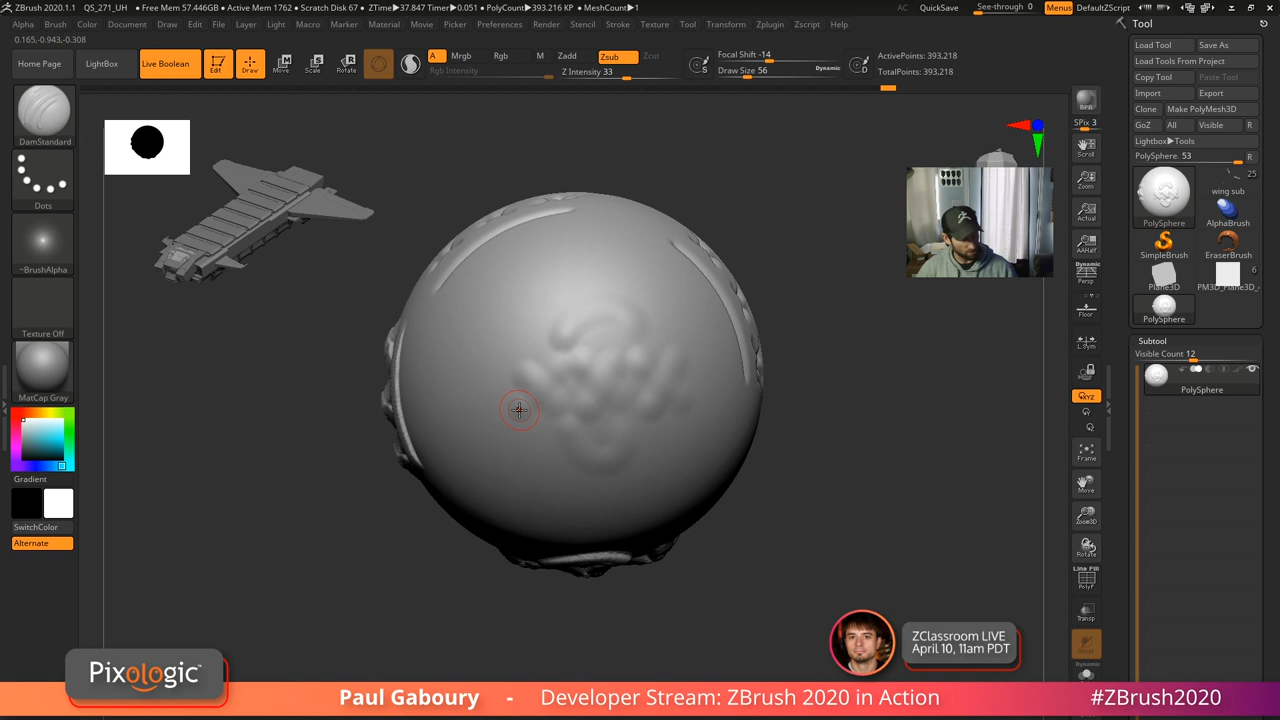 ZBrush 2020.1.1 QS_271_UH ● Free Mem 57.446GB ● Active Mem 1762 ● Scratch Disk 67 ● ZTime▶37.847 Timer▶0.051 ● PolyCount▶393.216 KP ● MeshCount▶1 AC QuickSave See-through 0 Menus DefaultZScript
Alpha Brush Color Document Draw Edit File Layer Light Macro Marker Material Movie Picker Preferences Render Stencil Stroke Texture Tool Transform Zplugin Zscript Help
0.165,-0.943,-0.308
Home Page LightBox Live Boolean Edit Draw Move Scale Rotate A Mrgb Rgb M Zadd Zsub Zcut
Rgb Intensity Z Intensity 33
Focal Shift -14
Draw Size 56 Dynamic
S D
ActivePoints: 393,218
TotalPoints: 393,218
DamStandard
Dots
~BrushAlpha
Texture Off
MatCap Gray
Gradient
SwitchColor
Alternate
BPR
SPix 3
Scroll
Zoom
Actual
AAHalf
Dynamic
Persp
Floor
L.Sym
XYZ
Frame
Move
Zoom3D
Rotate
Line Fill
PolyF
Transp
Dynamic
Tool
Load Tool Save As
Load Tools From Project
Copy Tool Paste Tool
Import Export
Clone Make PolyMesh3D
GoZ All Visible R
Lightbox▶Tools
PolySphere. 53 R
25
PolySphere wing sub
AlphaBrush
SimpleBrush EraserBrush
6
Plane3D PM3D_Plane3D_
PolySphere
Subtool
Visible Count 12
PolySphere
ZClassroom LIVE
April 10, 11am PDT
Pixologic™
Paul Gaboury - Developer Stream: ZBrush 2020 in Action #ZBrush2020